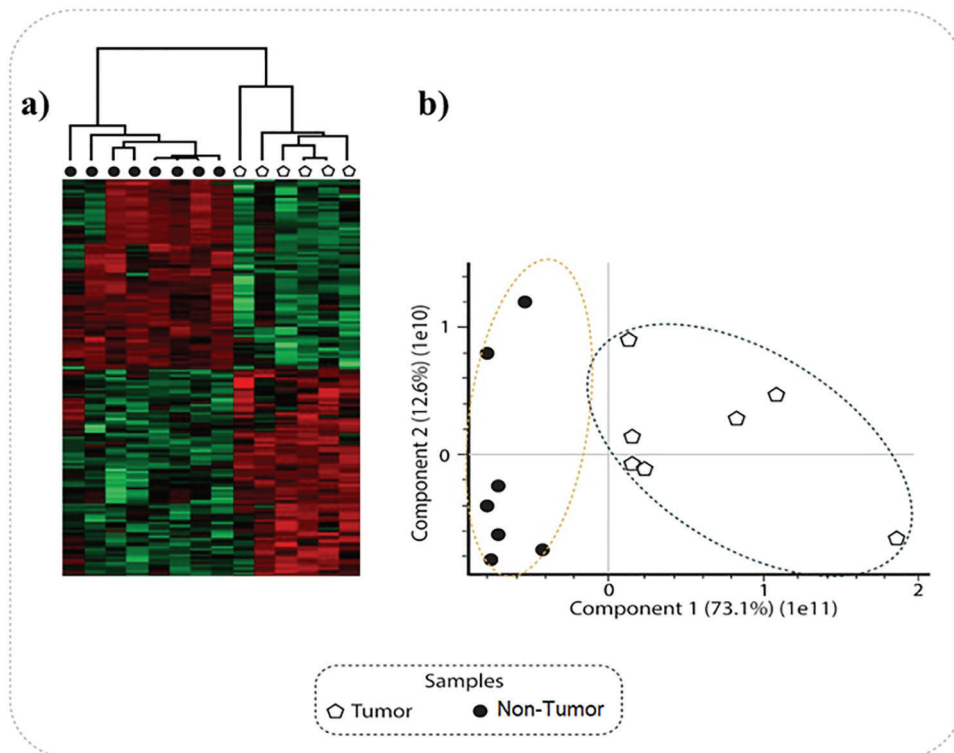 a)
b)
1
0
Component 2 (12.6%) (1e10)
0
1
2
Component 1 (73.1%) (1e11)
Samples
Tumor
Non-Tumor